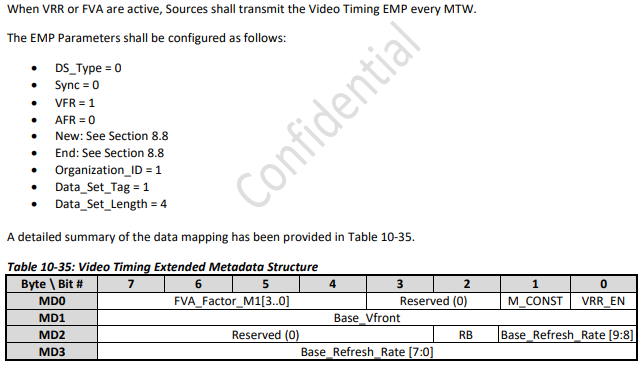 When VRR or FVA are active, Sources shall transmit the Video Timing EMP every MTW.
The EMP Parameters shall be configured as follows:
• DS_Type = 0
• Sync = 0
• VFR = 1
• AFR = 0
• New: See Section 8.8
• End: See Section 8.8
• Organization_ID = 1
• Data_Set_Tag = 1
• Data_Set_Length = 4
Confidential
A detailed summary of the data mapping has been provided in Table 10-35.
Table 10-35: Video Timing Extended Metadata Structure
Byte \ Bit # 7 6 5 4 3 2 1 0
MD0 FVA_Factor_M1[3..0] Reserved (0) M_CONST VRR_EN
MD1 Base_Vfront
MD2 Reserved (0) RB Base_Refresh_Rate [9:8]
MD3 Base_Refresh_Rate [7:0]